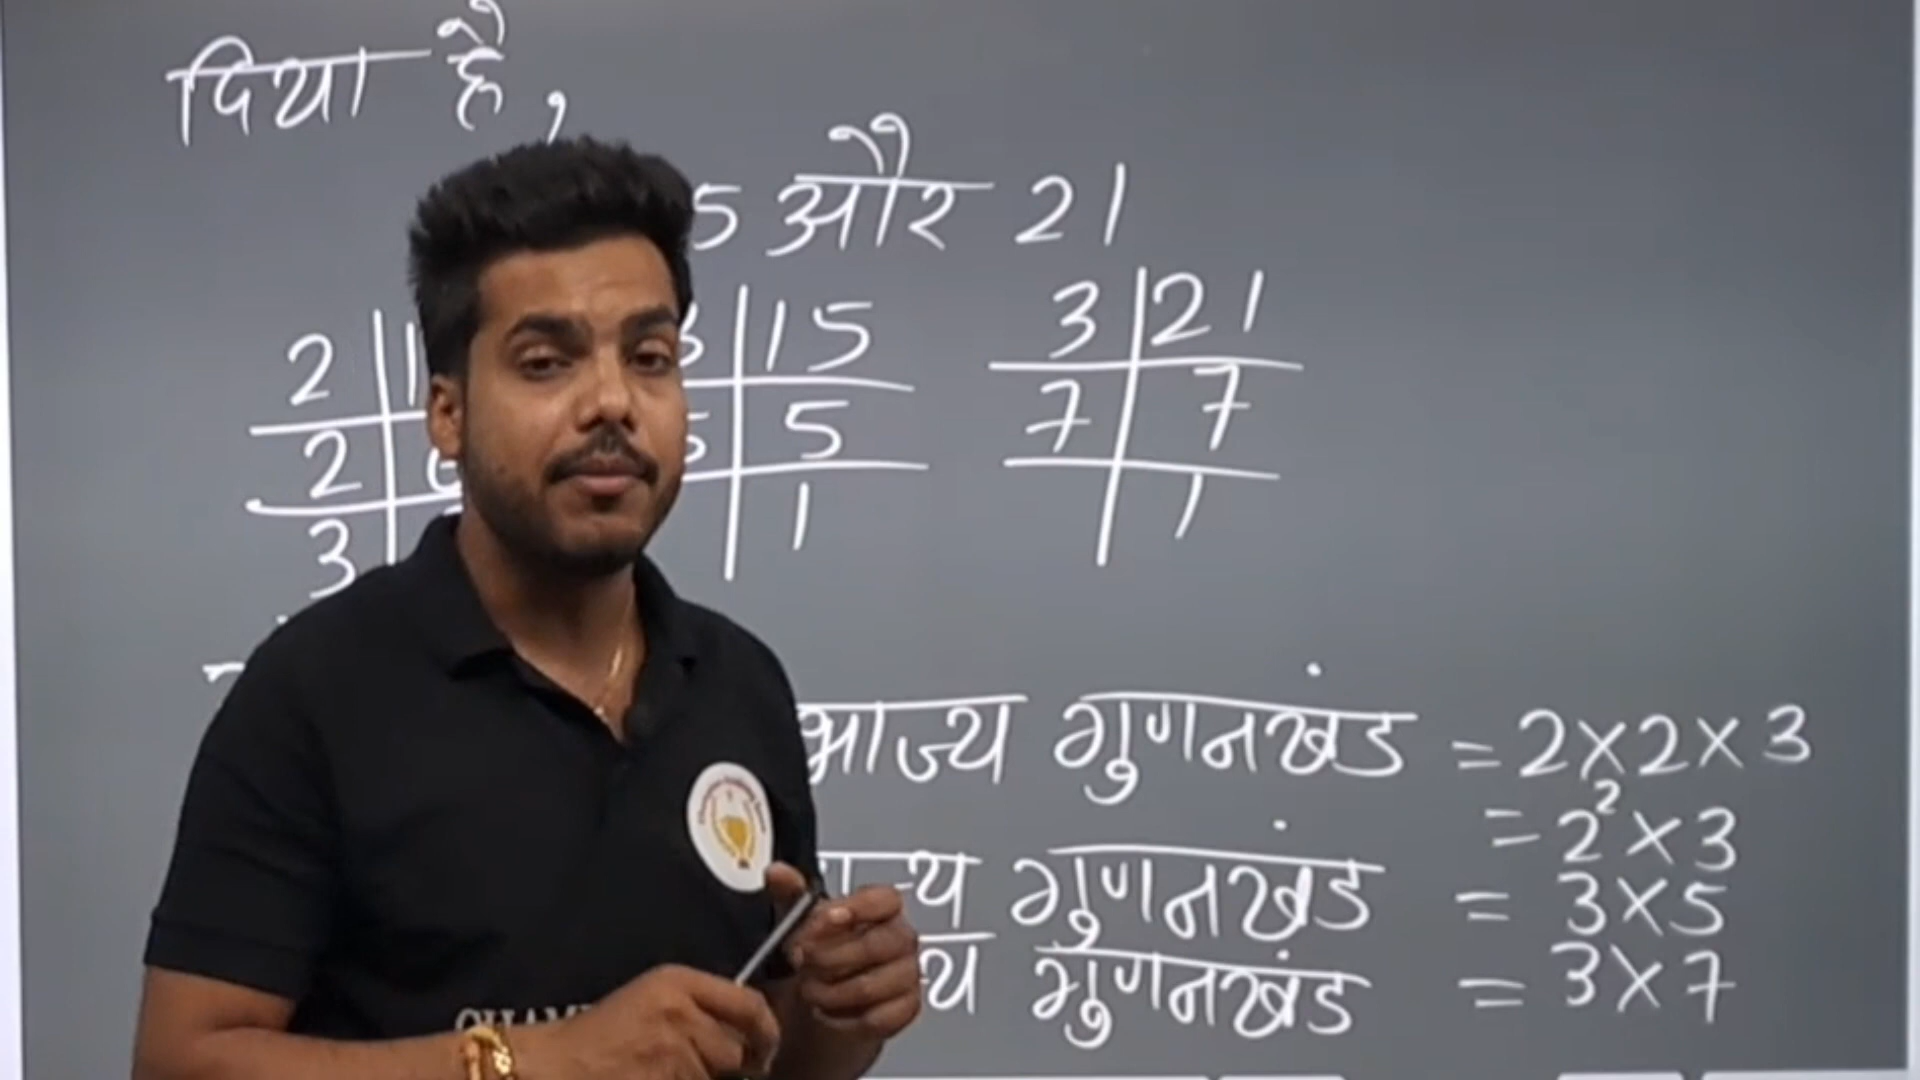 दिया है,
5 और 21
2 1 3 15 3 21
2 6 5 5 7 7
3 1 1
भाज्य गुणनखंड = 2×2×3
= 2²×3
ाज्य गुणनखंड = 3×5
ज्य गुणनखंड = 3×7
CHAMP